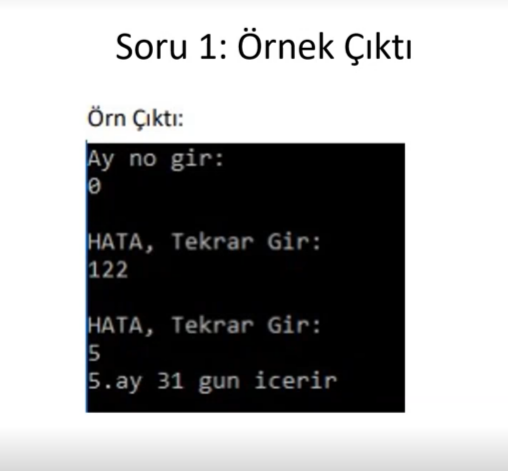 Soru 1: Örnek Çıktı
Örn Çıktı:
Ay no gir:
0
HATA, Tekrar Gir:
122
HATA, Tekrar Gir:
5
5.ay 31 gun icerir